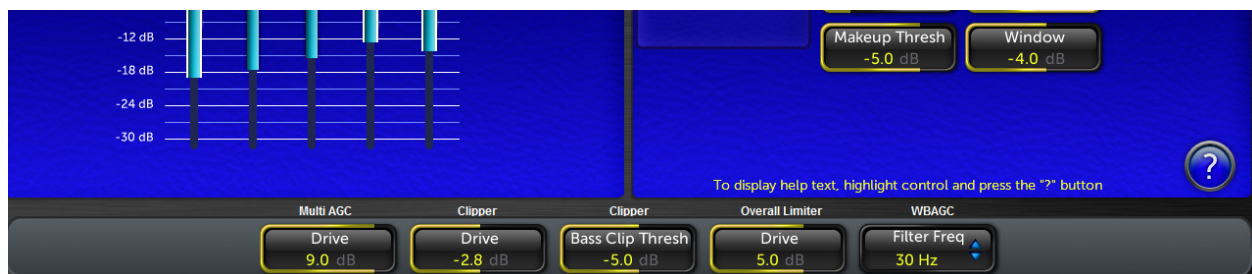 -12 dB
-18 dB
-24 dB
-30 dB
Makeup Thresh
-5.0 dB
Window
-4.0 dB
?
To display help text, highlight control and press the "?" button
Multi AGC
Drive
9.0 dB
Clipper
Drive
-2.8 dB
Clipper
Bass Clip Thresh
-5.0 dB
Overall Limiter
Drive
5.0 dB
WBAGC
Filter Freq
30 Hz